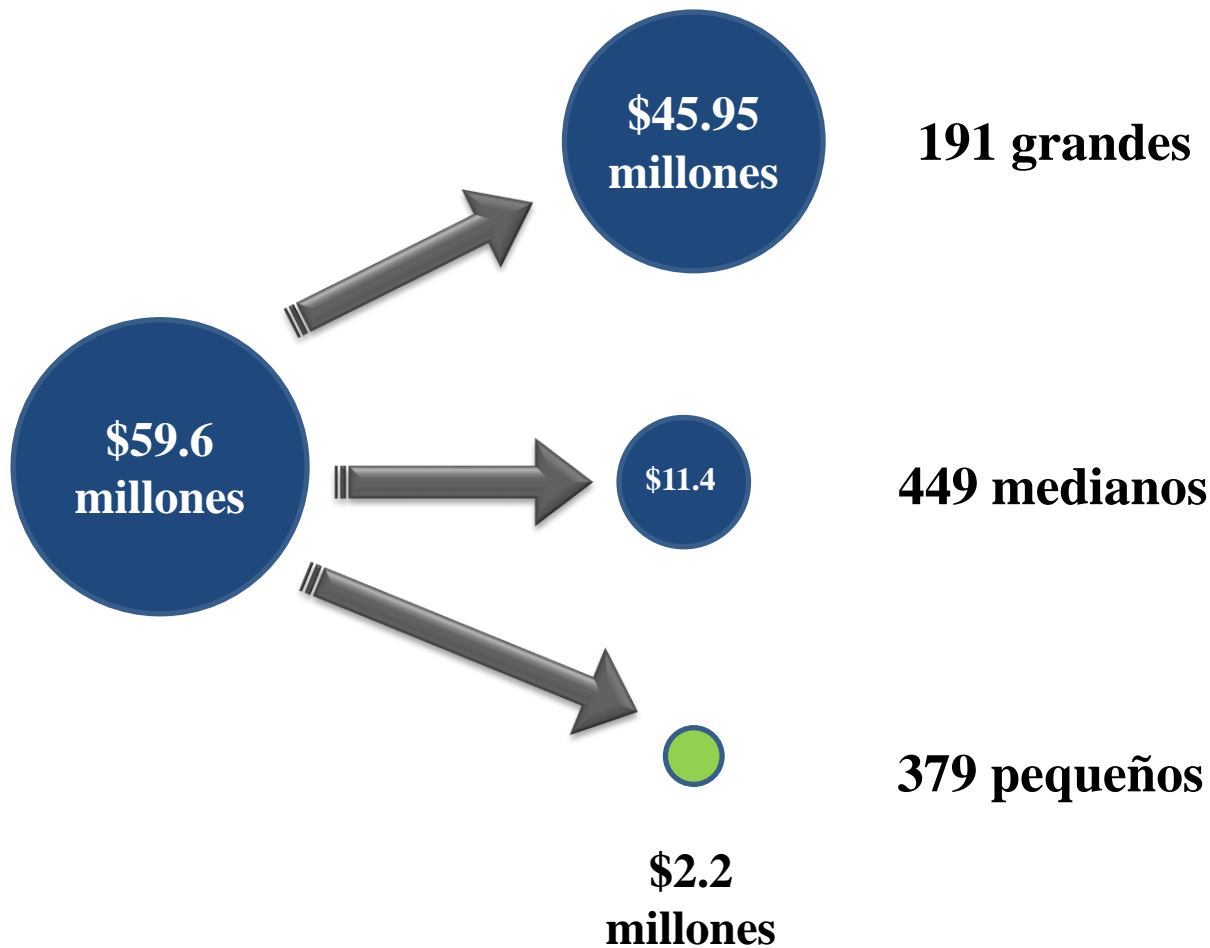 $45.95
millones
191 grandes
$59.6
millones
$11.4
449 medianos
379 pequeños
$2.2
millones